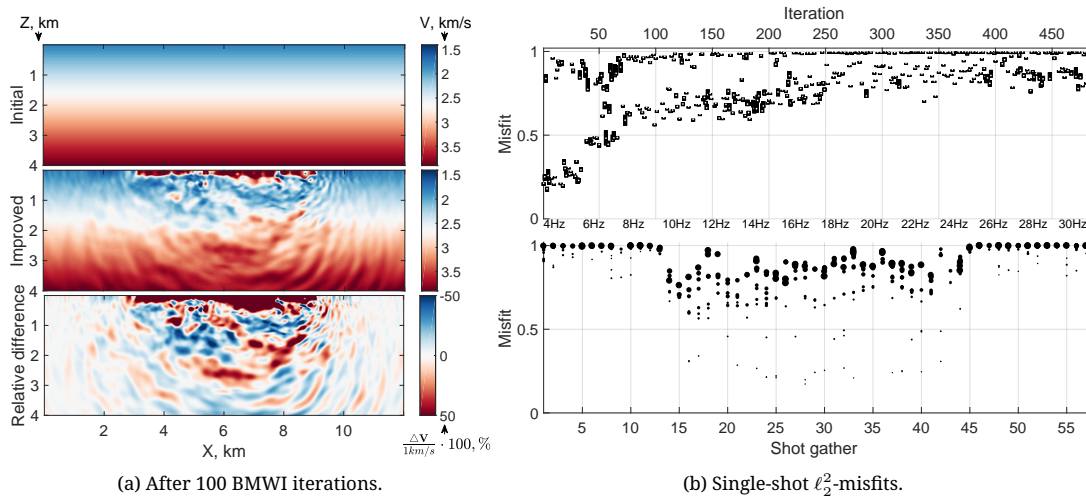 Z, km
V, km/s
Initial
1
2
3
4
1.5
2
2.5
3
3.5
Improved
1
2
3
4
1.5
2
2.5
3
3.5
Relative difference
1
2
3
4
-50
0
50
2
4
6
8
10
X, km
△V
1km/s
· 100, %
(a) After 100 BMWI iterations.
Iteration
50
100
150
200
250
300
350
400
450
1
0.5
0
Misfit
4Hz
6Hz
8Hz
10Hz
12Hz
14Hz
16Hz
18Hz
20Hz
22Hz
24Hz
26Hz
28Hz
30Hz
1
0.5
1
Misfit
1
5
10
15
20
25
30
35
40
45
50
55
Shot gather
(b) Single-shot ℓ₂²-misfits.